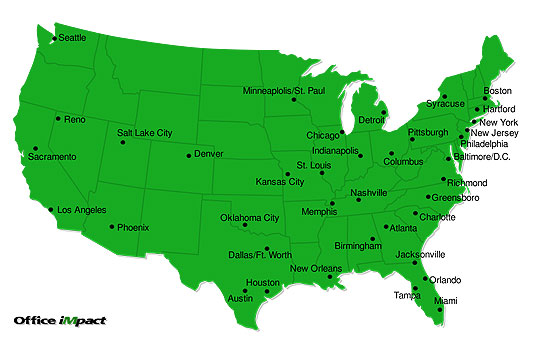 Seattle
Minneapolis/St. Paul
Boston
Syracuse
Hartford
Reno
Detroit
New York
Salt Lake City
Chicago
Pittsburgh
New Jersey
Philadelphia
Sacramento
Denver
Indianapolis
Columbus
Baltimore/D.C.
St. Louis
Kansas City
Richmond
Nashville
Greensboro
Los Angeles
Memphis
Charlotte
Oklahoma City
Phoenix
Atlanta
Birmingham
Dallas/Ft. Worth
Jacksonville
New Orleans
Houston
Orlando
Austin
Tampa
Miami
Office iMpact